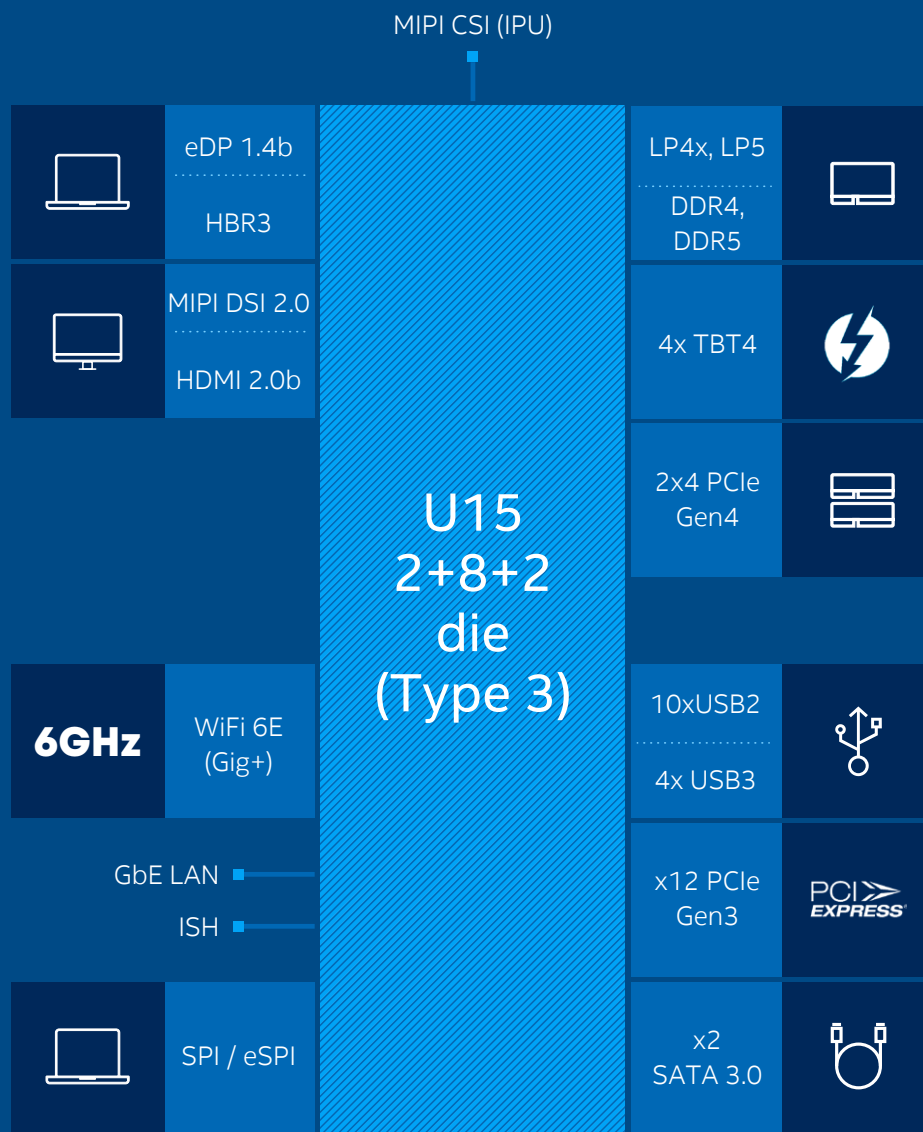 MIPI CSI (IPU)
eDP 1.4b
HBR3
MIPI DSI 2.0
HDMI 2.0b
6GHz
WiFi 6E
(Gig+)
GbE LAN
ISH
SPI / eSPI
U15
2+8+2
die
(Type 3)
LP4x, LP5
DDR4,
DDR5
4x TBT4
2x4 PCIe
Gen4
10xUSB2
4x USB3
x12 PCIe
Gen3
PCI
EXPRESS®
x2
SATA 3.0